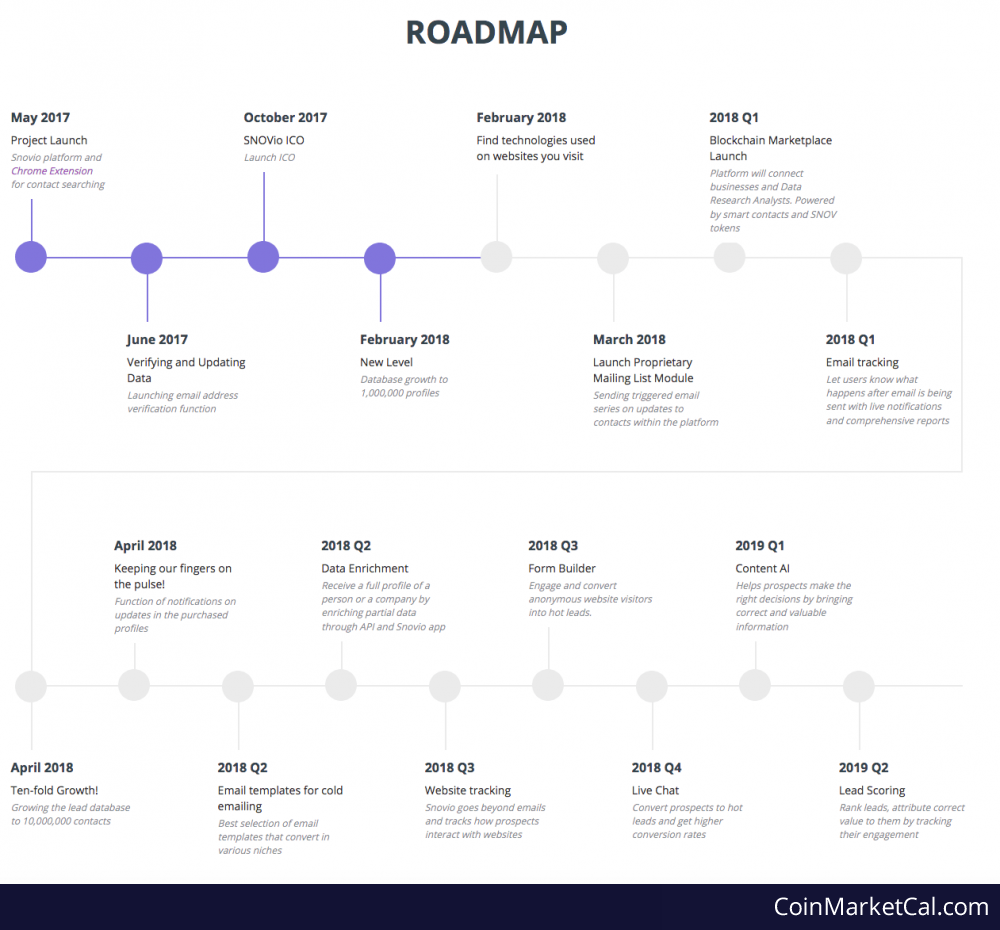 ROADMAP
May 2017
Project Launch
Snovio platform and
Chrome Extension
for contact searching
June 2017
Verifying and Updating
Data
Launching email address
verification function
October 2017
SNOVio ICO
Launch ICO
February 2018
New Level
Database growth to
1,000,000 profiles
February 2018
Find technologies used
on websites you visit
March 2018
Launch Proprietary
Mailing List Module
Sending triggered email
series on updates to
contacts within the platform
2018 Q1
Blockchain Marketplace
Launch
Platform will connect
businesses and Data
Research Analysts. Powered
by smart contacts and SNOV
tokens
2018 Q1
Email tracking
Let users know what
happens after email is being
sent with live notifications
and comprehensive reports
April 2018
Ten-fold Growth!
Growing the lead database
to 10,000,000 contacts
April 2018
Keeping our fingers on
the pulse!
Function of notifications on
updates in the purchased
profiles
2018 Q2
Email templates for cold
emailing
Best selection of email
templates that convert in
various niches
2018 Q2
Data Enrichment
Receive a full profile of a
person or a company by
enriching partial data
through API and Snovio app
2018 Q3
Website tracking
Snovio goes beyond emails
and tracks how prospects
interact with websites
2018 Q3
Form Builder
Engage and convert
anonymous website visitors
into hot leads.
2018 Q4
Live Chat
Convert prospects to hot
leads and get higher
conversion rates
2019 Q1
Content AI
Helps prospects make the
right decisions by bringing
correct and valuable
information
2019 Q2
Lead Scoring
Rank leads, attribute correct
value to them by tracking
their engagement
CoinMarketCal.com